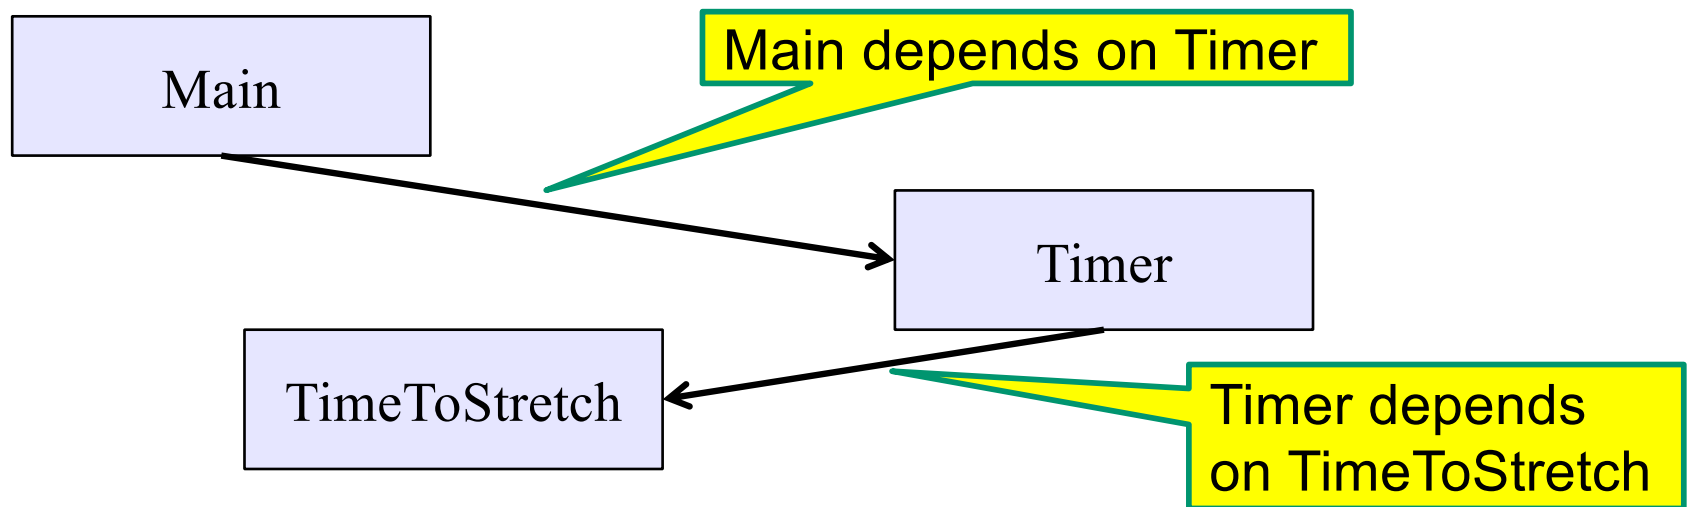 Main
Main depends on Timer
Timer
TimeToStretch
Timer depends
on TimeToStretch